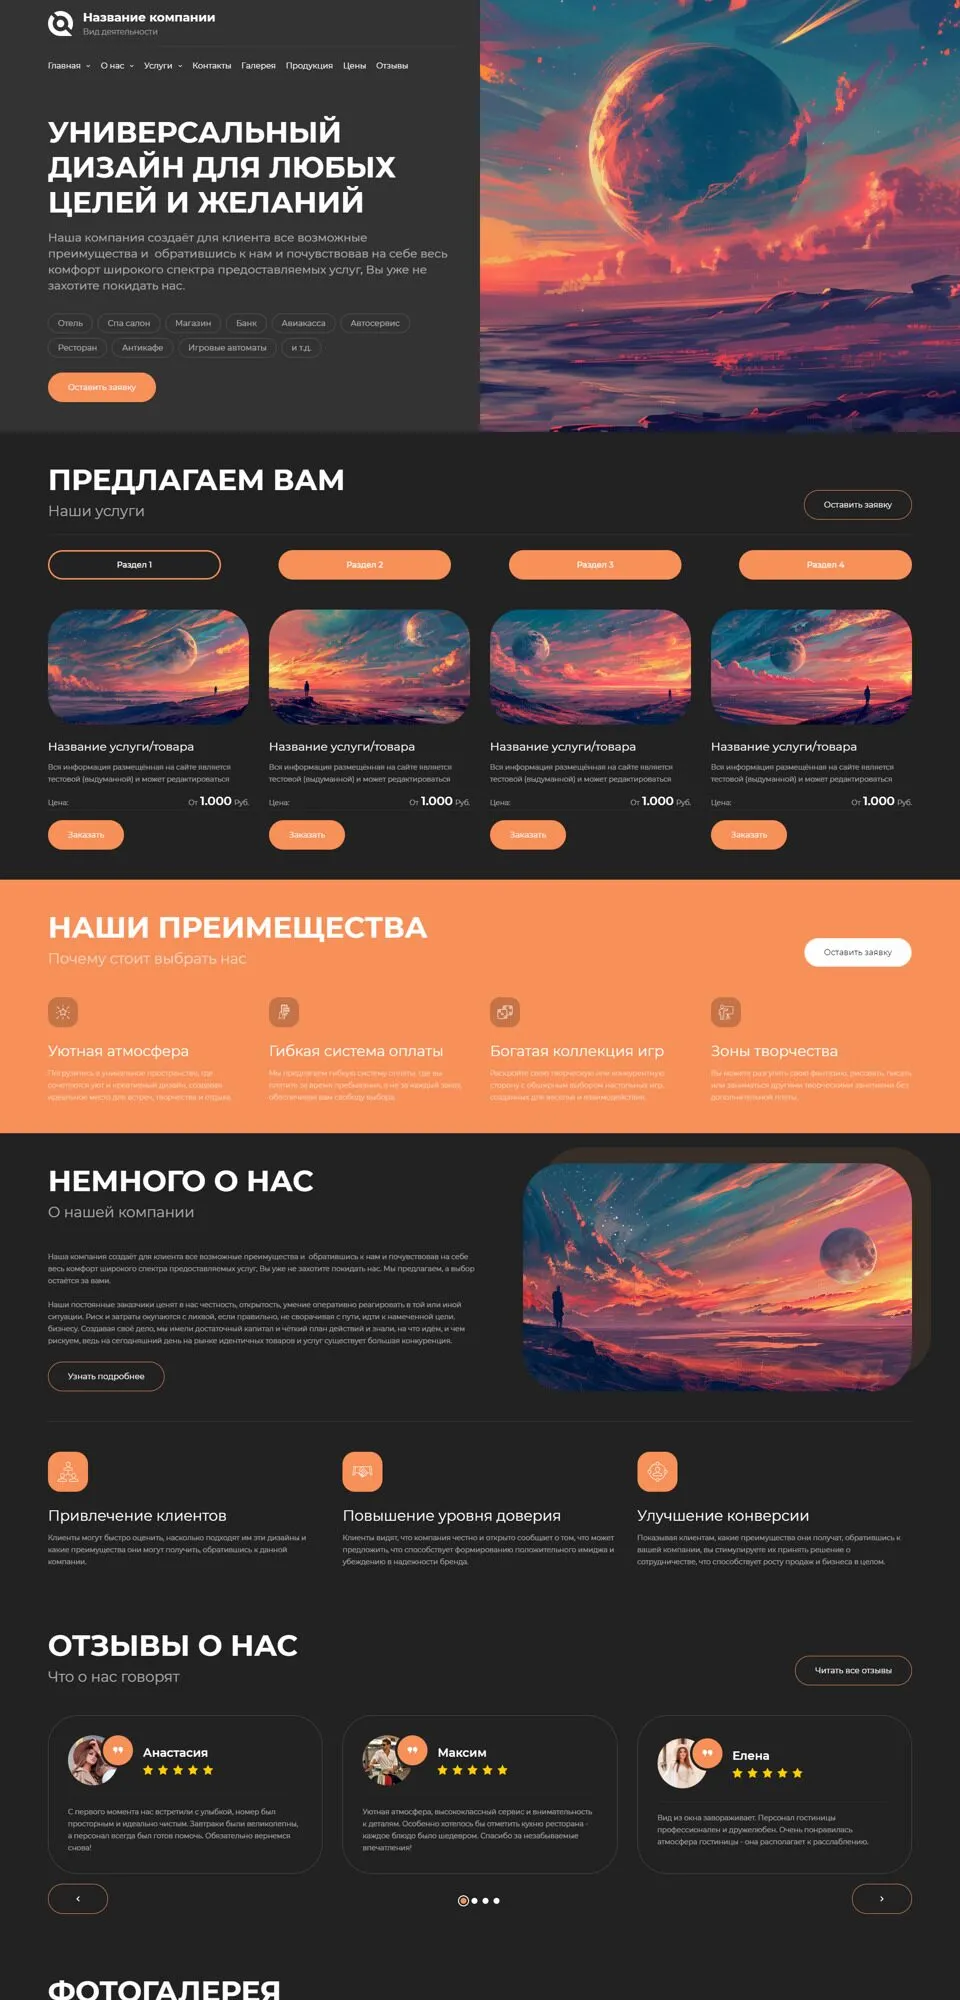 Название компании
Вид деятельности
Главная О нас Услуги Контакты Галерея Продукция Цены Отзывы
УНИВЕРСАЛЬНЫЙ
ДИЗАЙН ДЛЯ ЛЮБЫХ
ЦЕЛЕЙ И ЖЕЛАНИЙ
Наша компания создаёт для клиента все возможные
преимущества и обратившись к нам и почувствовав на себе весь
комфорт широкого спектра предоставляемых услуг, Вы уже не
захотите покидать нас.
Отель Спа салон Магазин Банк Авиакасса Автосервис
Ресторан Антикафе Игровые автоматы и т.д.
Оставить заявку
ПРЕДЛАГАЕМ ВАМ
Наши услуги
Оставить заявку
Раздел 1 Раздел 2 Раздел 3 Раздел 4
Название услуги/товара Название услуги/товара Название услуги/товара Название услуги/товара
Вся информация размещённая на сайте является Вся информация размещённая на сайте является Вся информация размещённая на сайте является Вся информация размещённая на сайте является
тестовой (выдуманной) и может редактироваться тестовой (выдуманной) и может редактироваться тестовой (выдуманной) и может редактироваться тестовой (выдуманной) и может редактироваться
Цена: От 1.000 Руб. Цена: От 1.000 Руб. Цена: От 1.000 Руб. Цена: От 1.000 Руб.
Заказать Заказать Заказать Заказать
НАШИ ПРЕИМЕЩЕСТВА
Почему стоит выбрать нас
Оставить заявку
Уютная атмосфера
Погрузитесь в уникальное пространство, где
сочетаются уют и креативный дизайн, создавая
идеальное место для встреч, творчества и отдыха.
Гибкая система оплаты
Мы предлагаем гибкую систему оплаты, где вы
платите за время пребывания, а не за каждый заказ,
обеспечивая вам свободу выбора.
Богатая коллекция игр
Раскройте свою творческую или конкурентную
сторону с обширным выбором настольных игр,
созданных для веселья и взаимодействия.
Зоны творчества
Вы можете разгулять свою фантазию, рисовать, писать
или заниматься другими творческими занятиями без
дополнительной платы.
НЕМНОГО О НАС
О нашей компании
Наша компания создаёт для клиента все возможные преимущества и обратившись к нам и почувствовав на себе
весь комфорт широкого спектра предоставляемых услуг, Вы уже не захотите покидать нас. Мы предлагаем, а выбор
остаётся за вами.
Наши постоянные заказчики ценят в нас честность, открытость, умение оперативно реагировать в той или иной
ситуации. Риск и затраты окупаются с лихвой, если правильно, не сворачивая с пути, идти к намеченной цели.
бизнесу. Создавая своё дело, мы имели достаточный капитал и чёткий план действий и знали, на что идём, и чем
рискуем, ведь на сегодняшний день на рынке идентичных товаров и услуг существует большая конкуренция.
Узнать подробнее
Привлечение клиентов
Клиенты могут быстро оценить, насколько подходят им эти дизайны и
какие преимущества они могут получить, обратившись к данной
компании.
Повышение уровня доверия
Клиенты видят, что компания честно и открыто сообщает о том, что может
предложить, что способствует формированию положительного имиджа и
убеждению в надежности бренда.
Улучшение конверсии
Показывая клиентам, какие преимущества они получат, обратившись к
вашей компании, вы стимулируете их принять решение о
сотрудничестве, что способствует росту продаж и бизнеса в целом.
ОТЗЫВЫ О НАС
Что о нас говорят
Читать все отзывы
Анастасия
С первого момента нас встретили с улыбкой, номер был
просторным и идеально чистым. Завтраки были великолепны,
а персонал всегда был готов помочь. Обязательно вернемся
снова!
Максим
Уютная атмосфера, высококлассный сервис и внимательность
к деталям. Особенно хотелось бы отметить кухню ресторана -
каждое блюдо было шедевром. Спасибо за незабываемые
впечатления!
Елена
Вид из окна завораживает. Персонал гостиницы
профессионален и дружелюбен. Очень понравилась
атмосфера гостиницы - она располагает к расслаблению.
ФОТОГАЛЕРЕЯ